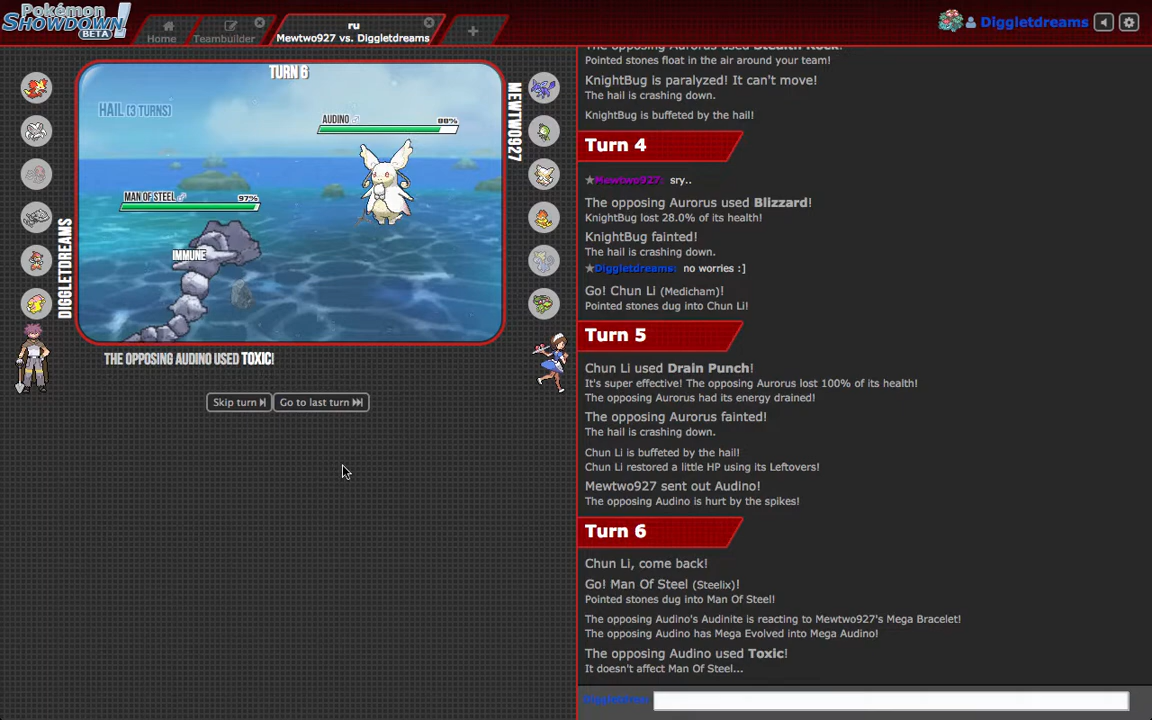 Pokémon
SHOWDOWN!
BETA
Home
Teambuilder
ru
Mewtwo927 vs. Diggletdreams
+
Diggletdreams
TURN 6
HAIL (3 TURNS)
AUDINO
88%
MAN OF STEEL
97%
IMMUNE
DIGGLETDREAMS
MEWTWO927
THE OPPOSING AUDINO USED TOXIC!
Skip turn
Go to last turn
The opposing Aurorus used Stealth Rock!
Pointed stones float in the air around your team!
KnightBug is paralyzed! It can't move!
The hail is crashing down.
KnightBug is buffeted by the hail!
Turn 4
★Mewtwo927: sry..
The opposing Aurorus used Blizzard!
KnightBug lost 28.0% of its health!
KnightBug fainted!
The hail is crashing down.
★Diggletdreams: no worries :]
Go! Chun Li (Medicham)!
Pointed stones dug into Chun Li!
Turn 5
Chun Li used Drain Punch!
It's super effective! The opposing Aurorus lost 100% of its health!
The opposing Aurorus had its energy drained!
The opposing Aurorus fainted!
The hail is crashing down.
Chun Li is buffeted by the hail!
Chun Li restored a little HP using its Leftovers!
Mewtwo927 sent out Audino!
The opposing Audino is hurt by the spikes!
Turn 6
Chun Li, come back!
Go! Man Of Steel (Steelix)!
Pointed stones dug into Man Of Steel!
The opposing Audino's Audinite is reacting to Mewtwo927's Mega Bracelet!
The opposing Audino has Mega Evolved into Mega Audino!
The opposing Audino used Toxic!
It doesn't affect Man Of Steel...
Diggletdreams: